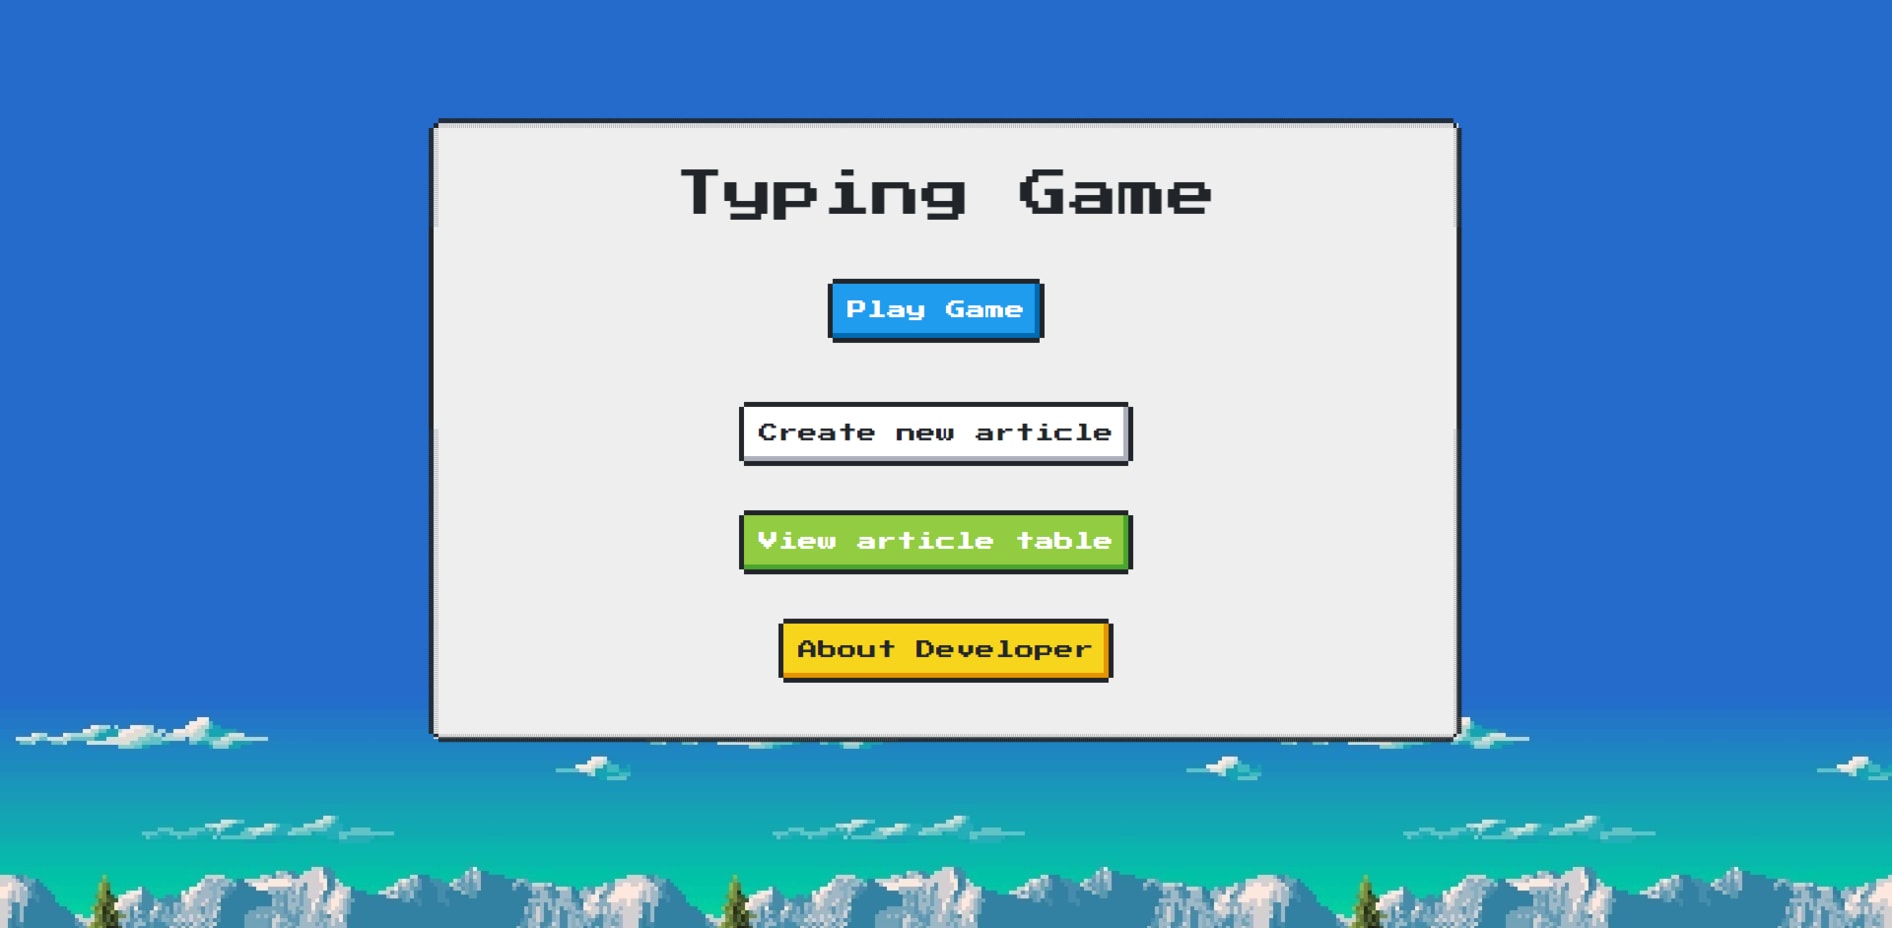 Typing Game
Play Game
Create new article
View article table
About Developer